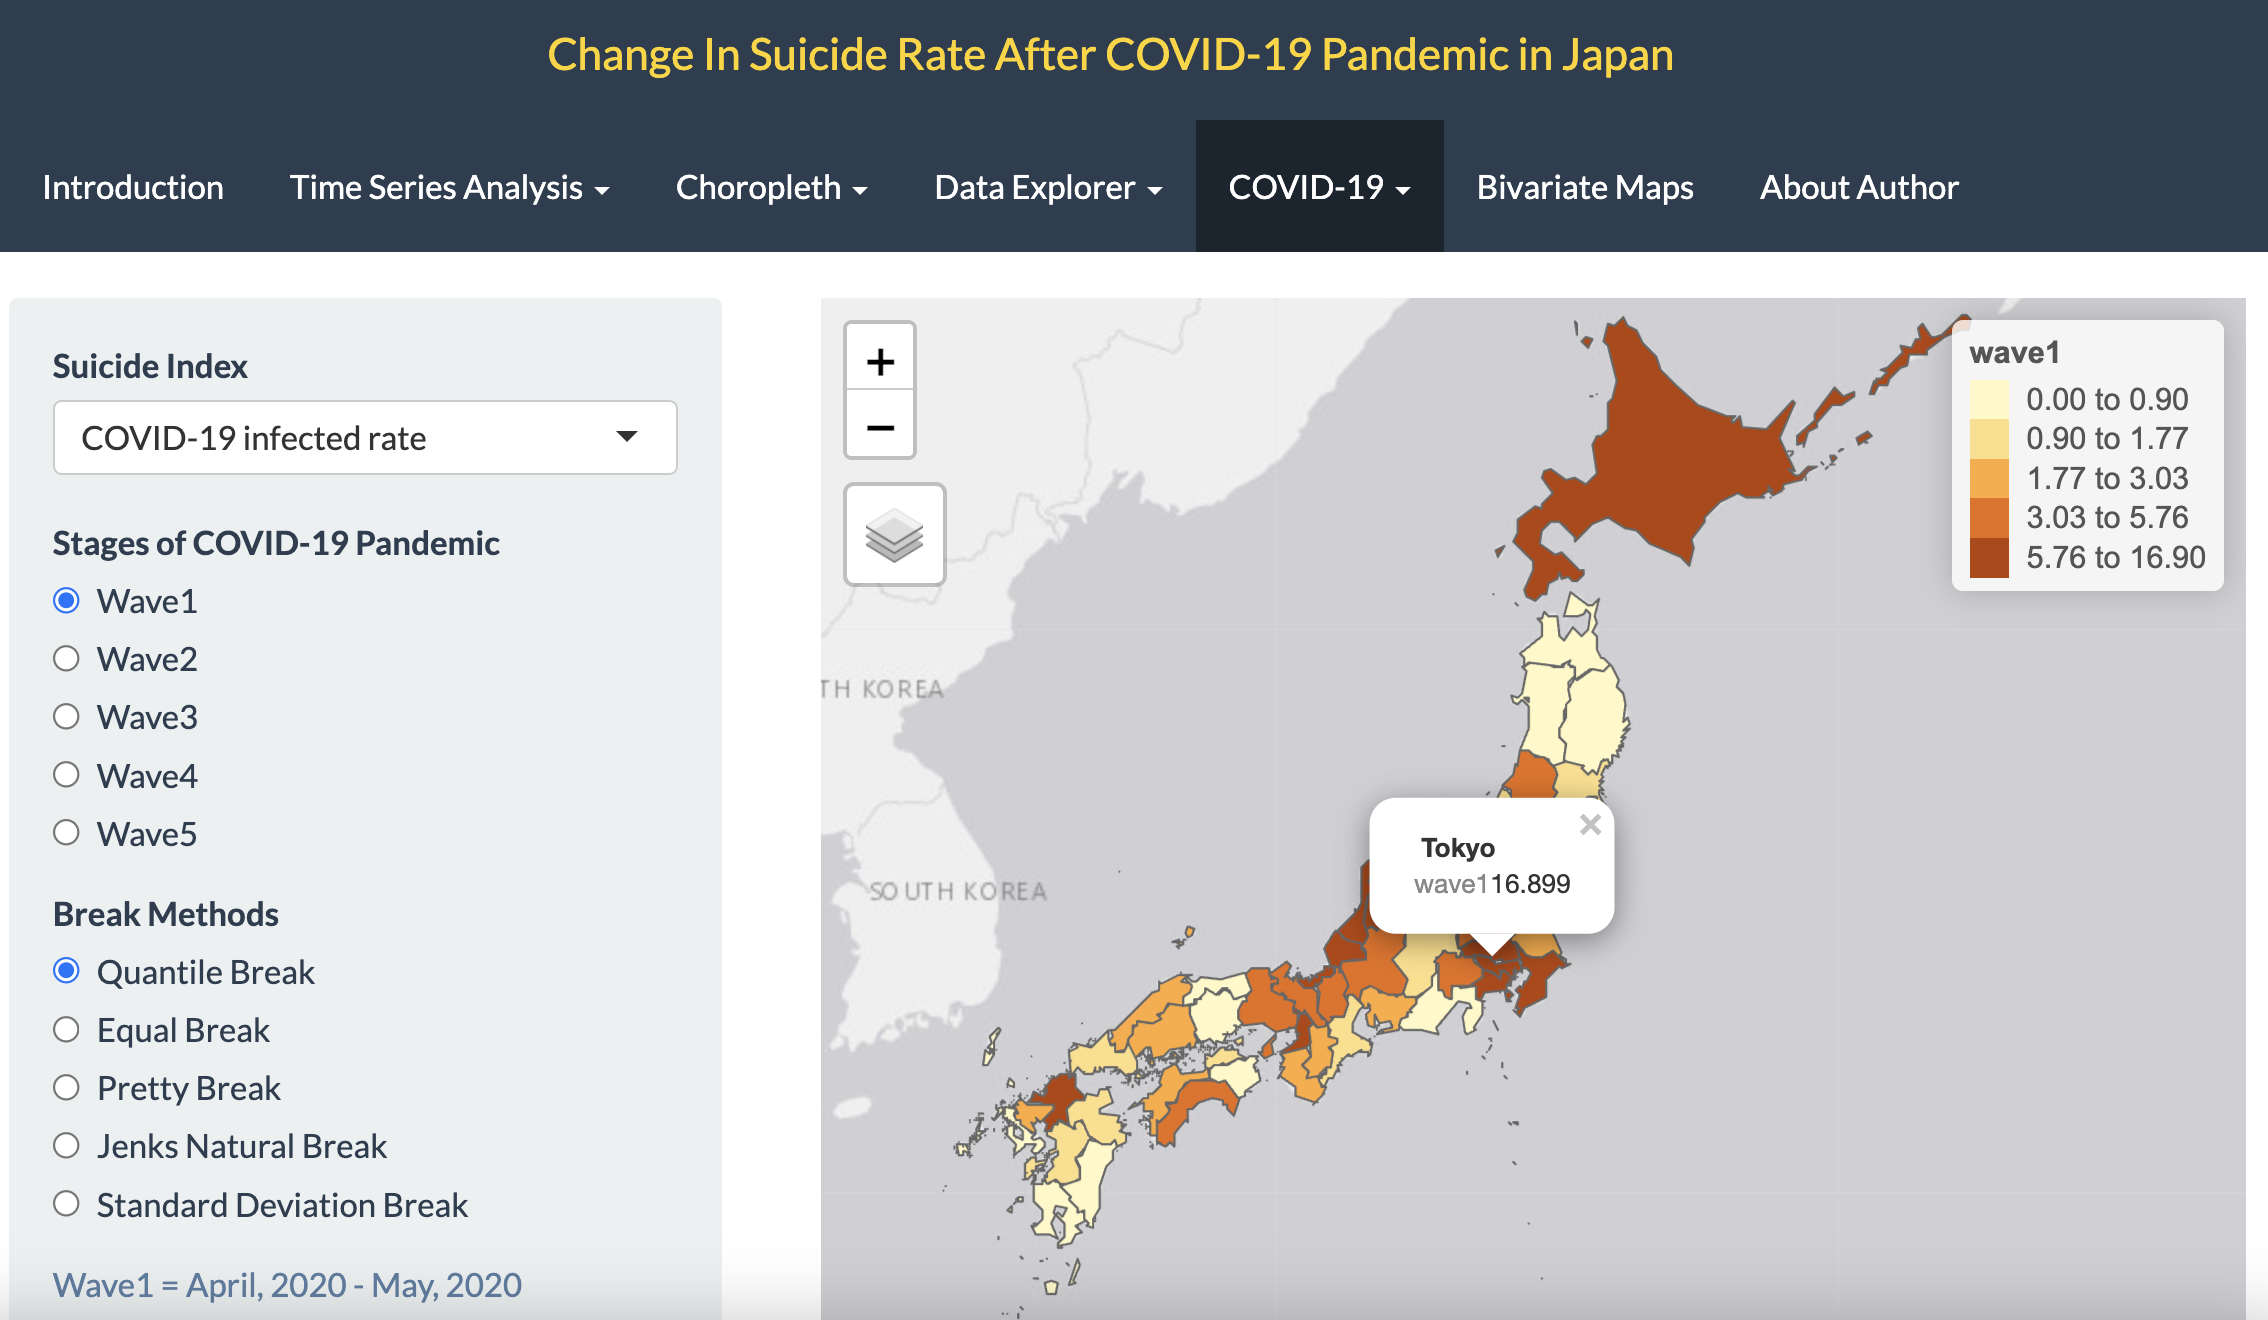 Change In Suicide Rate After COVID-19 Pandemic in Japan
Introduction Time Series Analysis Choropleth Data Explorer COVID-19 Bivariate Maps About Author
Suicide Index
COVID-19 infected rate
Stages of COVID-19 Pandemic
Wave1
Wave2
Wave3
Wave4
Wave5
Break Methods
Quantile Break
Equal Break
Pretty Break
Jenks Natural Break
Standard Deviation Break
Wave1 = April, 2020 - May, 2020
+
−
wave1
0.00 to 0.90
0.90 to 1.77
1.77 to 3.03
3.03 to 5.76
5.76 to 16.90
TH KOREA
SOUTH KOREA
×
Tokyo
wave116.899